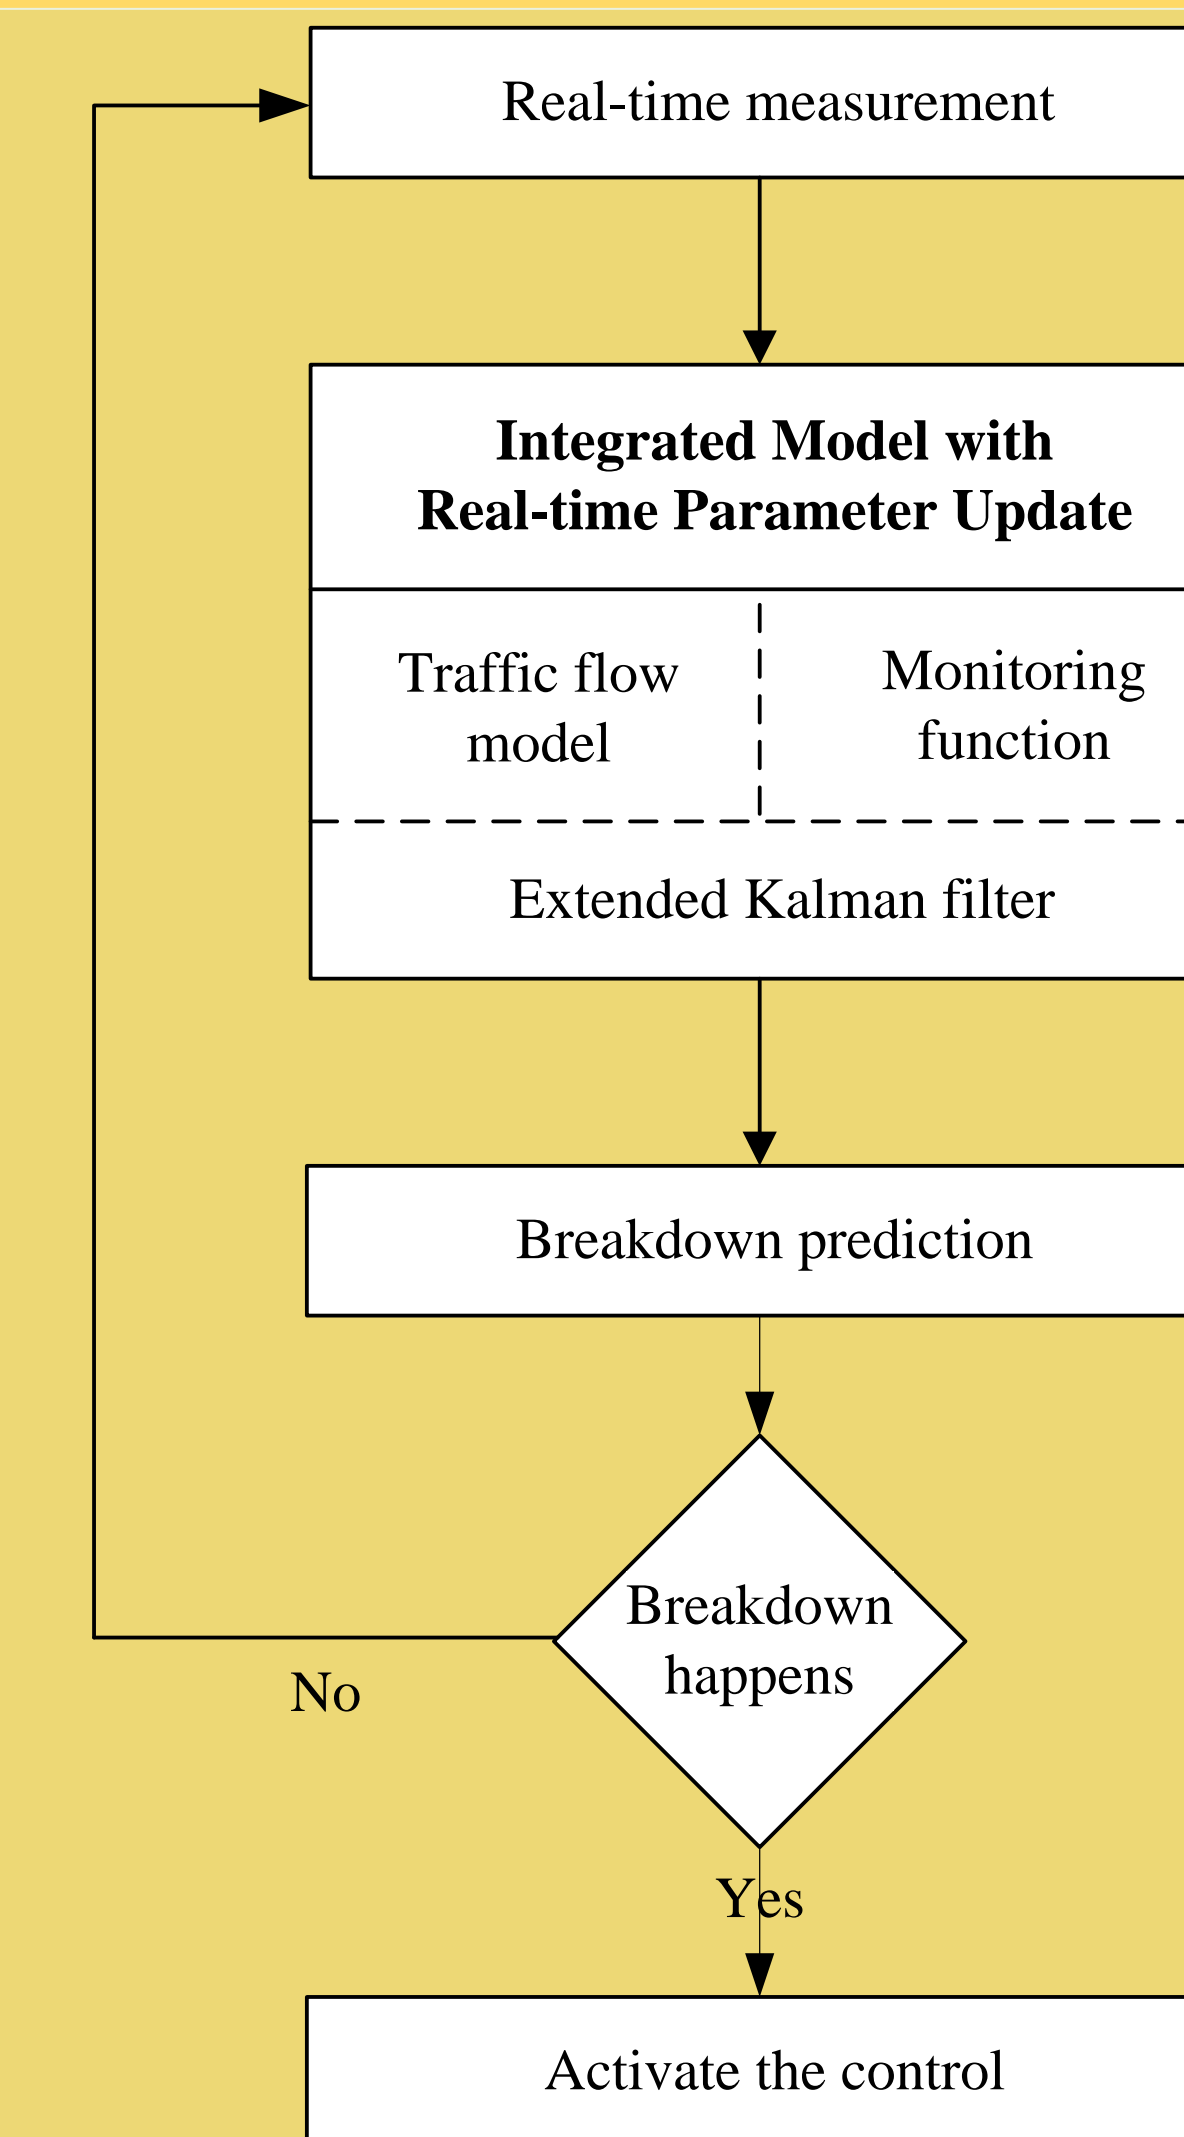 Real-time measurement
Integrated Model with
Real-time Parameter Update
Traffic flow
model
Monitoring
function
Extended Kalman filter
Breakdown prediction
Breakdown
happens
No
Yes
Activate the control